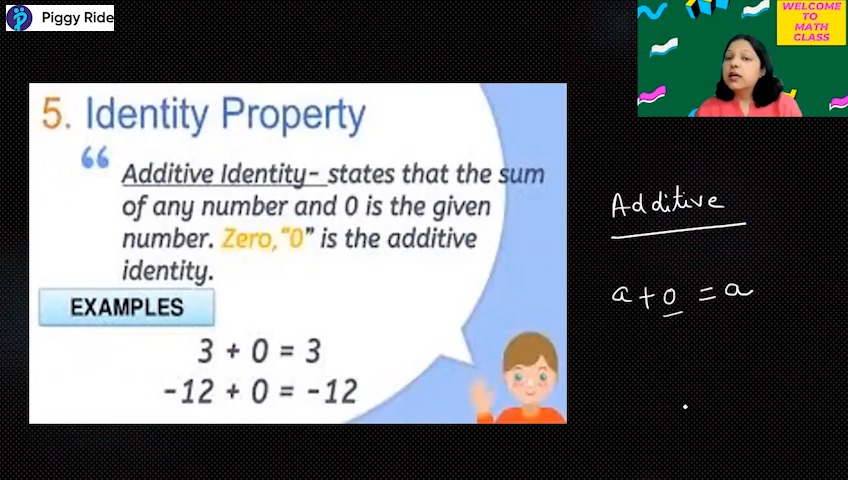 Piggy Ride
WELCOME
TO
MATH
CLASS
5. Identity Property
“ Additive Identity- states that the sum
of any number and 0 is the given
number. Zero, "0" is the additive
identity.
EXAMPLES
3 + 0 = 3
-12 + 0 = -12
Additive
a + 0 = a